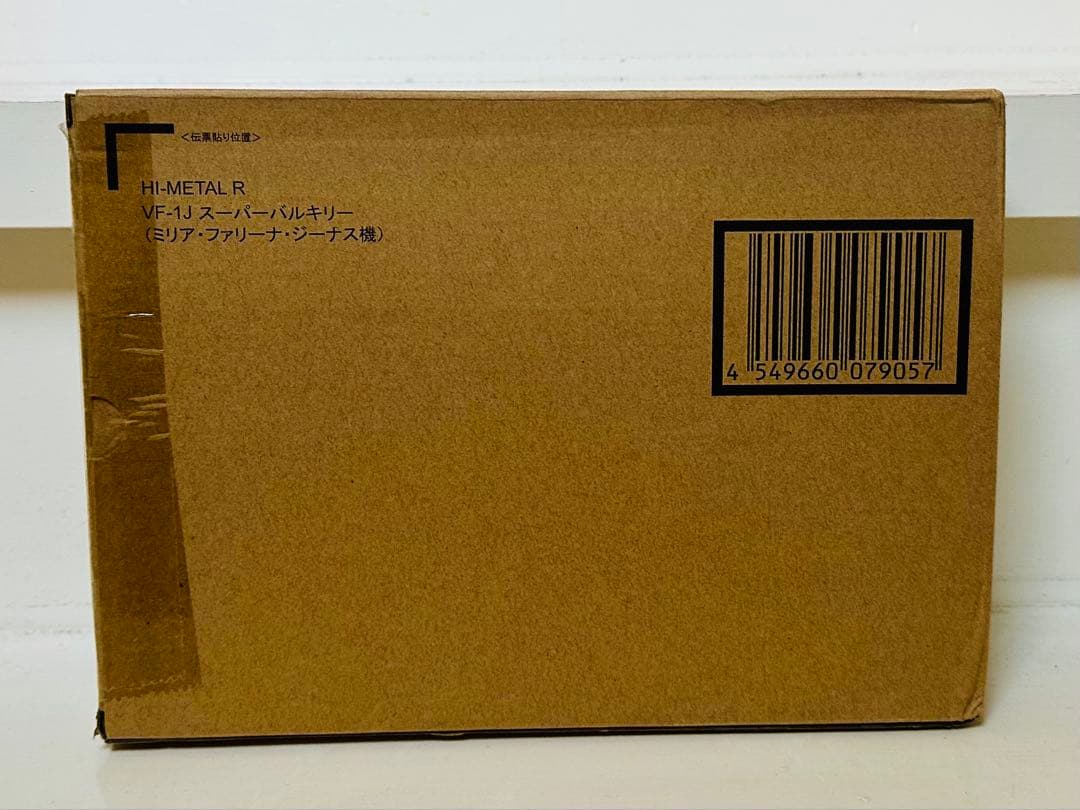 <伝票貼り位置>
HI-METAL R
VF-1J スーパーバルキリー
(ミリア・ファリーナ・ジーナス機)
4 549660 079057